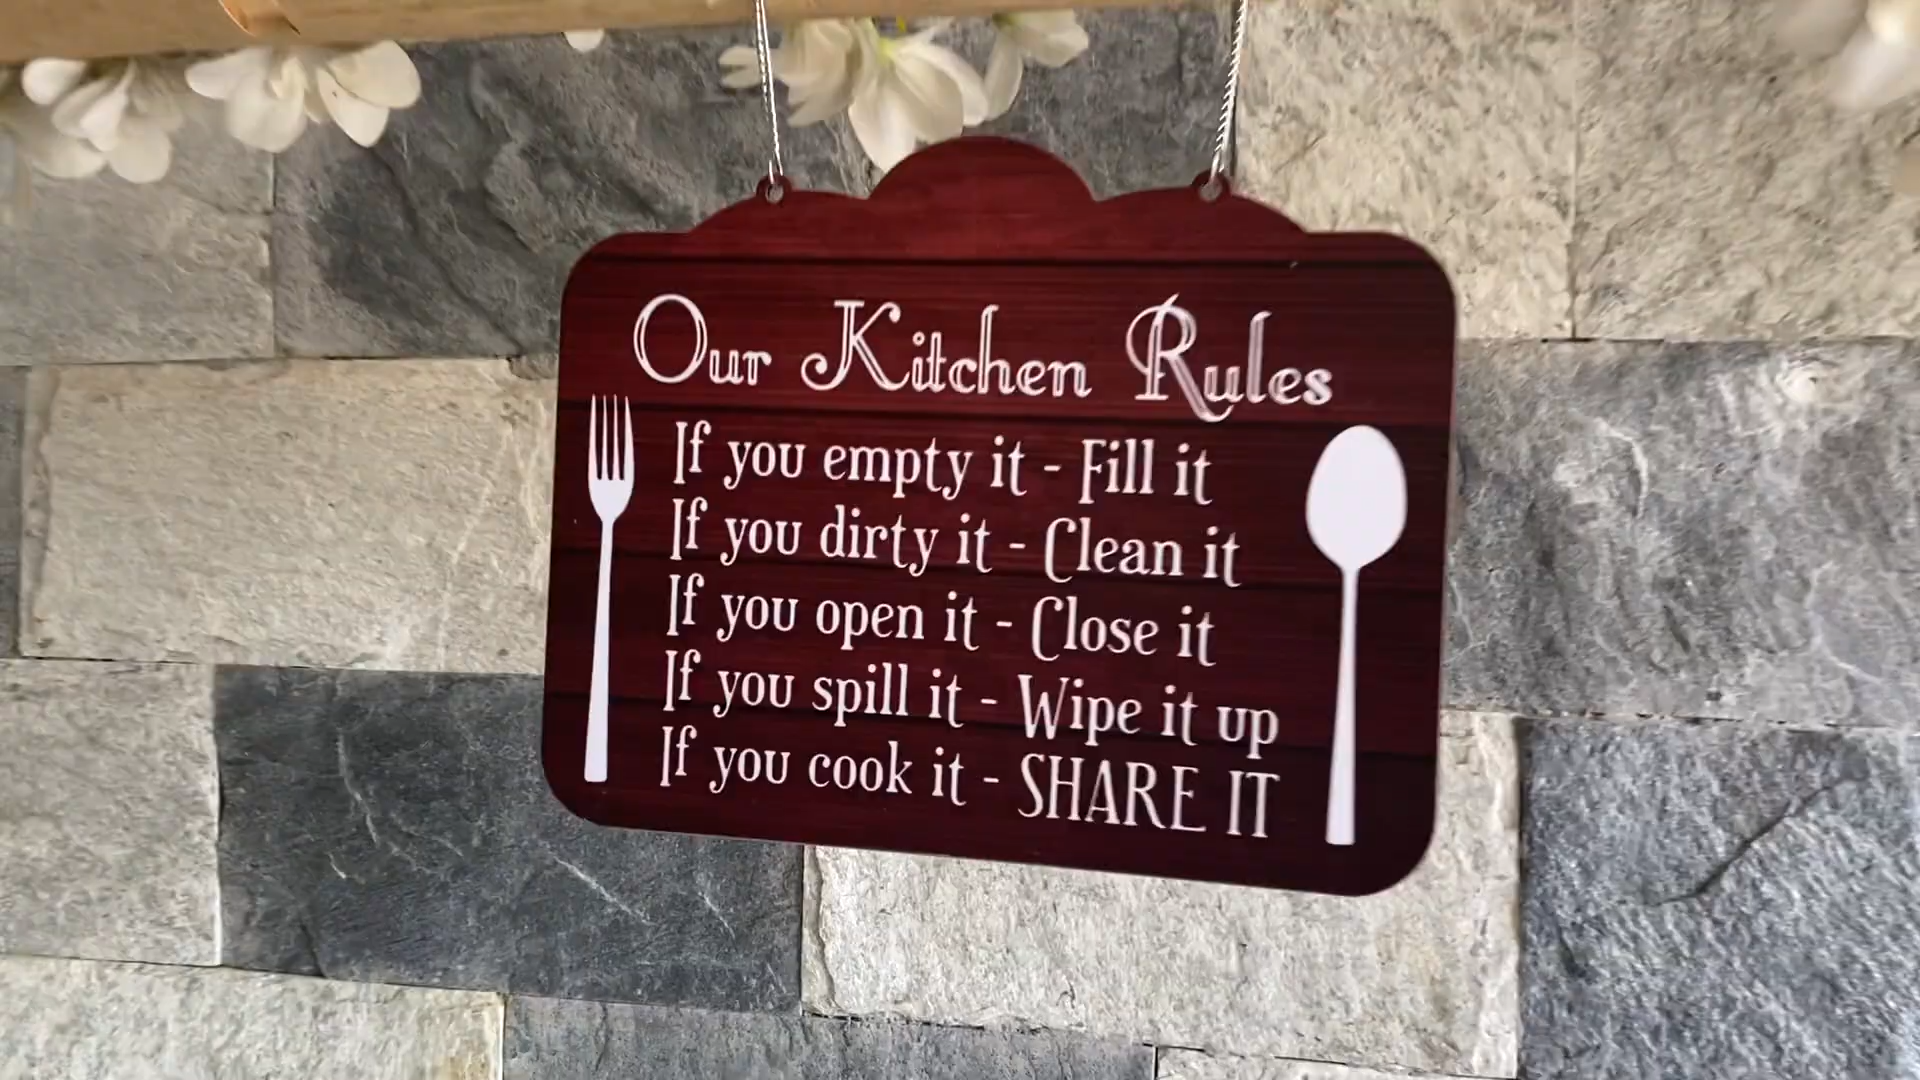 Our Kitchen Rules
If you empty it - Fill it
If you dirty it - Clean it
If you open it - Close it
If you spill it - Wipe it up
If you cook it - SHARE IT